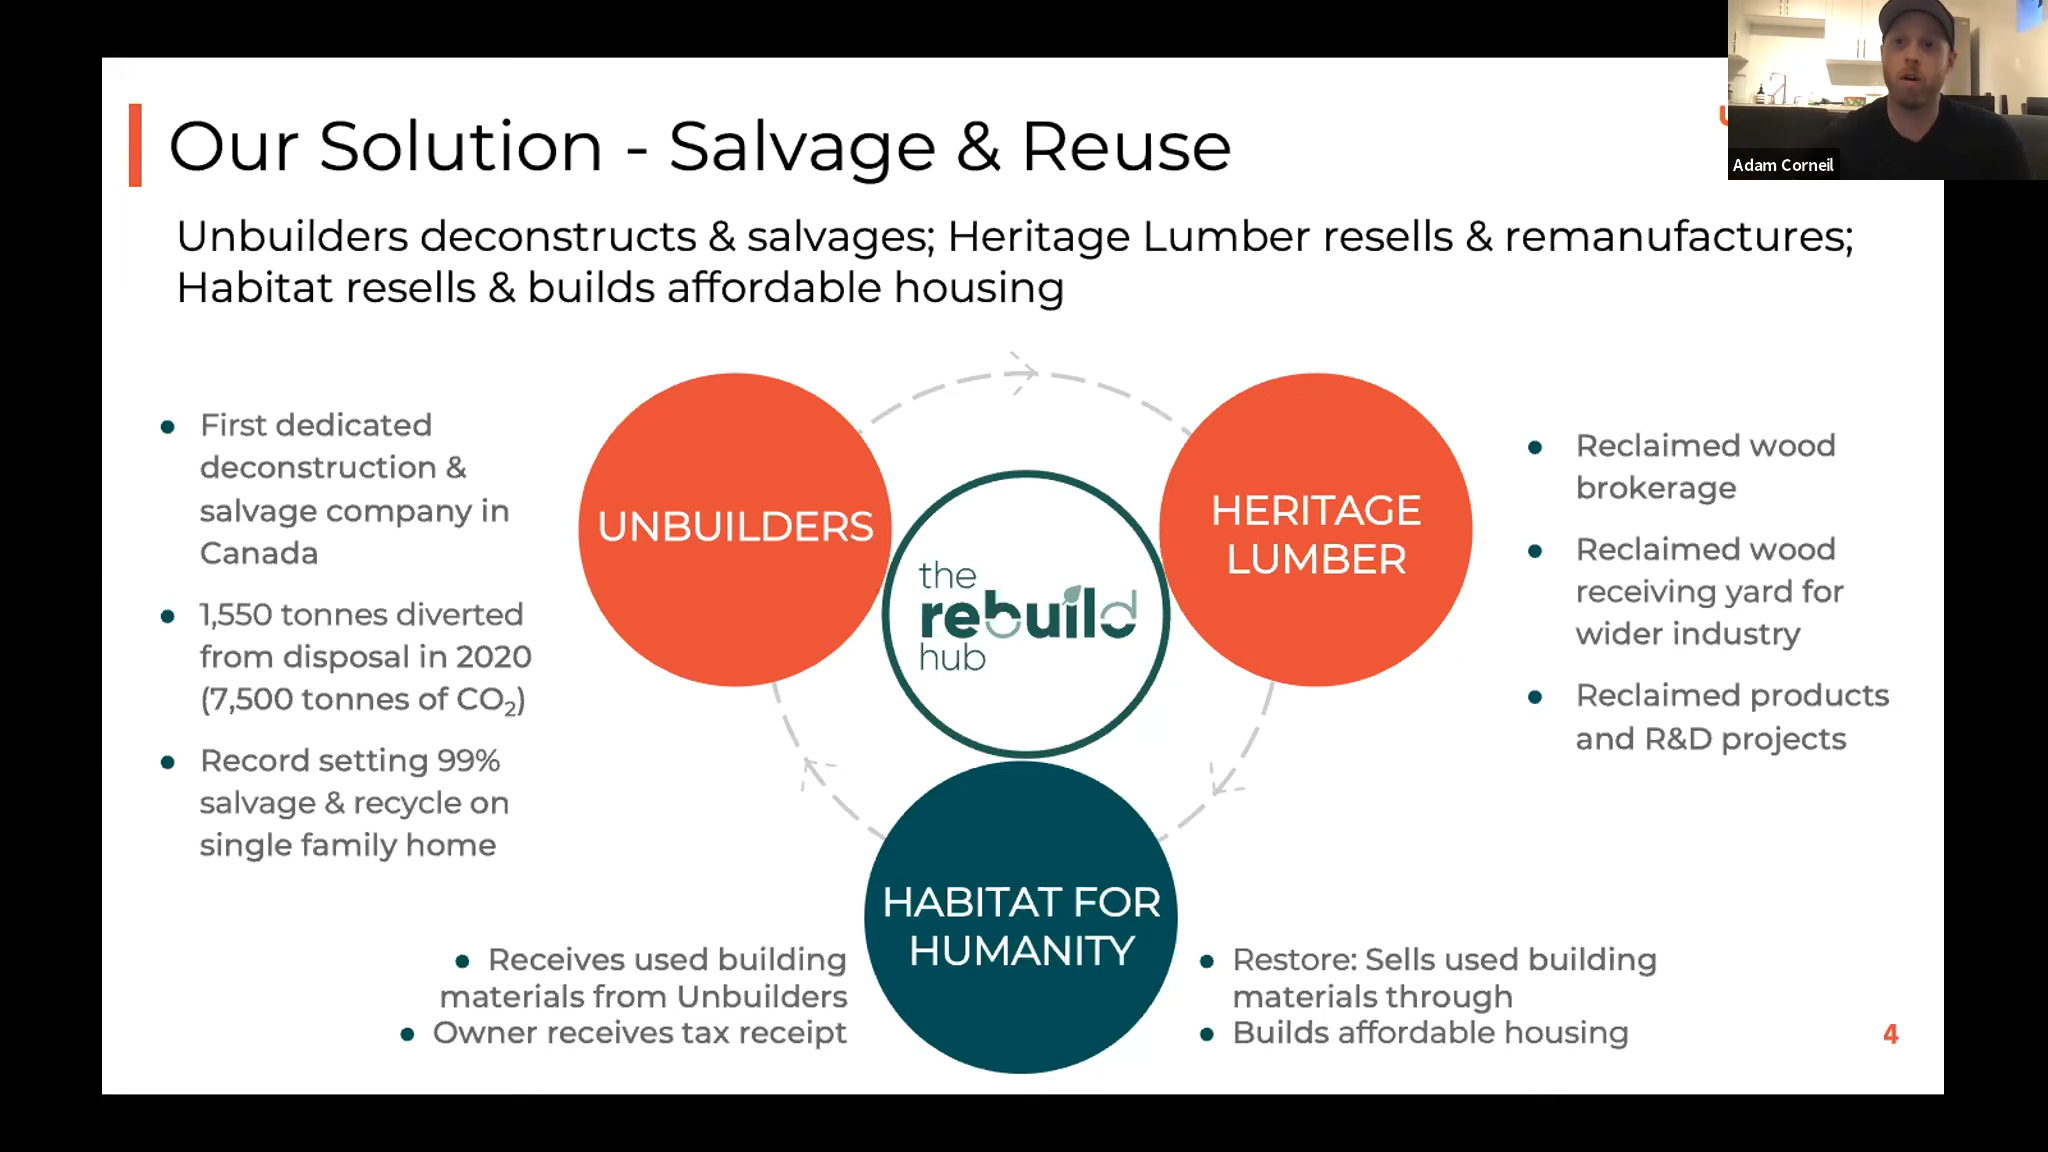 Our Solution - Salvage & Reuse
Adam Corneil
Unbuilders deconstructs & salvages; Heritage Lumber resells & remanufactures;
Habitat resells & builds affordable housing
First dedicated
deconstruction &
salvage company in
Canada
1,550 tonnes diverted
from disposal in 2020
(7,500 tonnes of CO₂)
Record setting 99%
salvage & recycle on
single family home
UNBUILDERS
the
rebuild
hub
HERITAGE
LUMBER
Reclaimed wood
brokerage
Reclaimed wood
receiving yard for
wider industry
Reclaimed products
and R&D projects
HABITAT FOR
HUMANITY
Receives used building
materials from Unbuilders
Owner receives tax receipt
Restore: Sells used building
materials through
Builds affordable housing
4